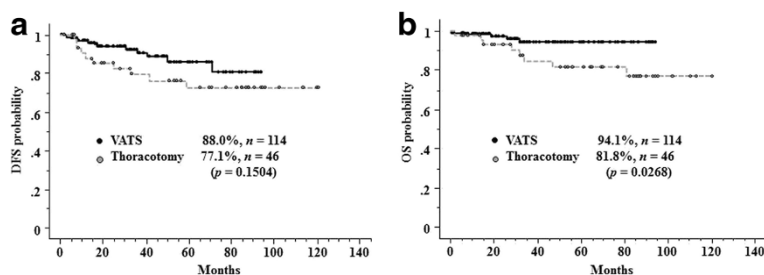 a
DFS probability
1
.8
.6
.4
.2
0
VATS 88.0%, n = 114
Thoracotomy 77.1%, n = 46
(p = 0.1504)
0 20 40 60 80 100 120 140
Months
b
OS probability
1
.8
.6
.4
.2
0
VATS 94.1%, n = 114
Thoracotomy 81.8%, n = 46
(p = 0.0268)
0 20 40 60 80 100 120 140
Months